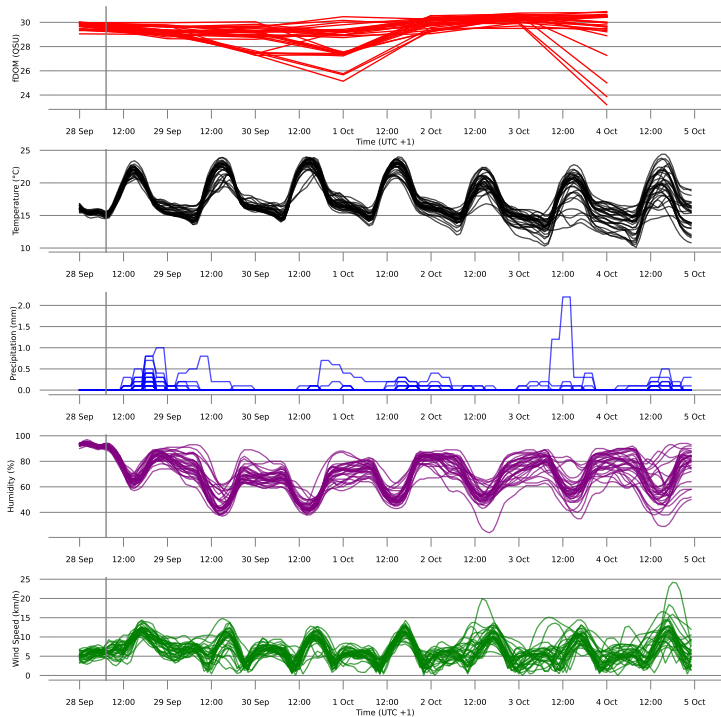 30
28
26
24
fDOM (QSU)
28 Sep 12:00 29 Sep 12:00 30 Sep 12:00 1 Oct 12:00 2 Oct 12:00 3 Oct 12:00 4 Oct 12:00 5 Oct
Time (UTC +1)
25
20
15
10
Temperature (°C)
28 Sep 12:00 29 Sep 12:00 30 Sep 12:00 1 Oct 12:00 2 Oct 12:00 3 Oct 12:00 4 Oct 12:00 5 Oct
2.0
1.5
1.0
0.5
0.0
Precipitation (mm)
28 Sep 12:00 29 Sep 12:00 30 Sep 12:00 1 Oct 12:00 2 Oct 12:00 3 Oct 12:00 4 Oct 12:00 5 Oct
100
80
60
40
Humidity (%)
28 Sep 12:00 29 Sep 12:00 30 Sep 12:00 1 Oct 12:00 2 Oct 12:00 3 Oct 12:00 4 Oct 12:00 5 Oct
25
20
15
10
5
0
Wind Speed (km/h)
28 Sep 12:00 29 Sep 12:00 30 Sep 12:00 1 Oct 12:00 2 Oct 12:00 3 Oct 12:00 4 Oct 12:00 5 Oct
Time (UTC +1)